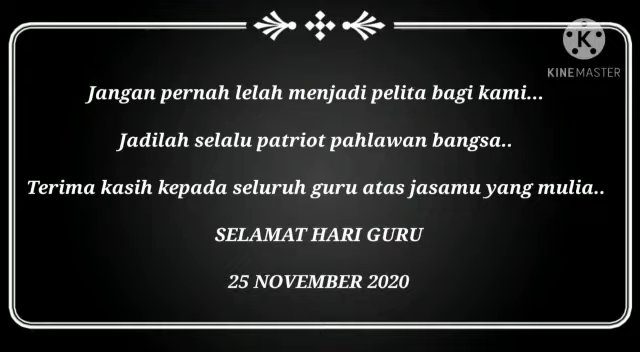 KINEMASTER
Jangan pernah lelah menjadi pelita bagi kami...
Jadilah selalu patriot pahlawan bangsa..
Terima kasih kepada seluruh guru atas jasamu yang mulia..
SELAMAT HARI GURU
25 NOVEMBER 2020